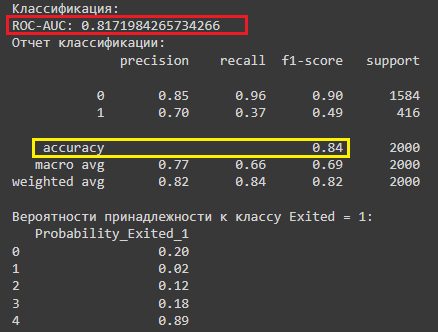 Классификация:
ROC-AUC: 0.8171984265734266
Отчет классификации:
precision recall f1-score support
0 0.85 0.96 0.90 1584
1 0.70 0.37 0.49 416
accuracy 0.84 2000
macro avg 0.77 0.66 0.69 2000
weighted avg 0.82 0.84 0.82 2000
Вероятности принадлежности к классу Exited = 1:
Probability_Exited_1
0 0.20
1 0.02
2 0.12
3 0.18
4 0.89